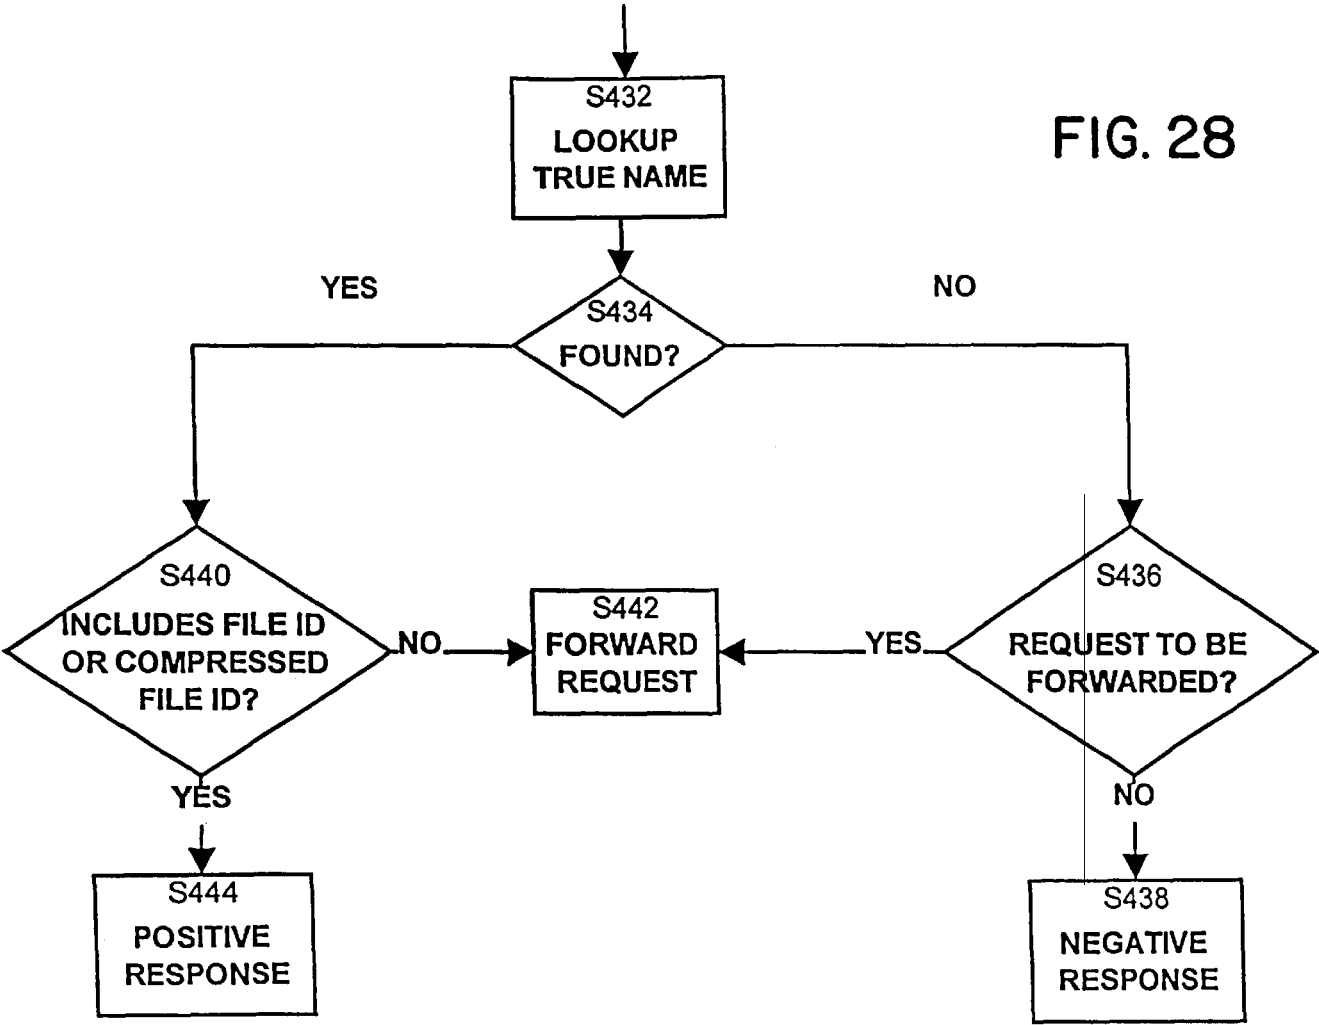 S432
LOOKUP
TRUE NAME
FIG. 28
YES
NO
S434
FOUND?
S440
INCLUDES FILE ID
OR COMPRESSED
FILE ID?
NO
S442
FORWARD
REQUEST
YES
S436
REQUEST TO BE
FORWARDED?
YES
NO
S444
POSITIVE
RESPONSE
S438
NEGATIVE
RESPONSE